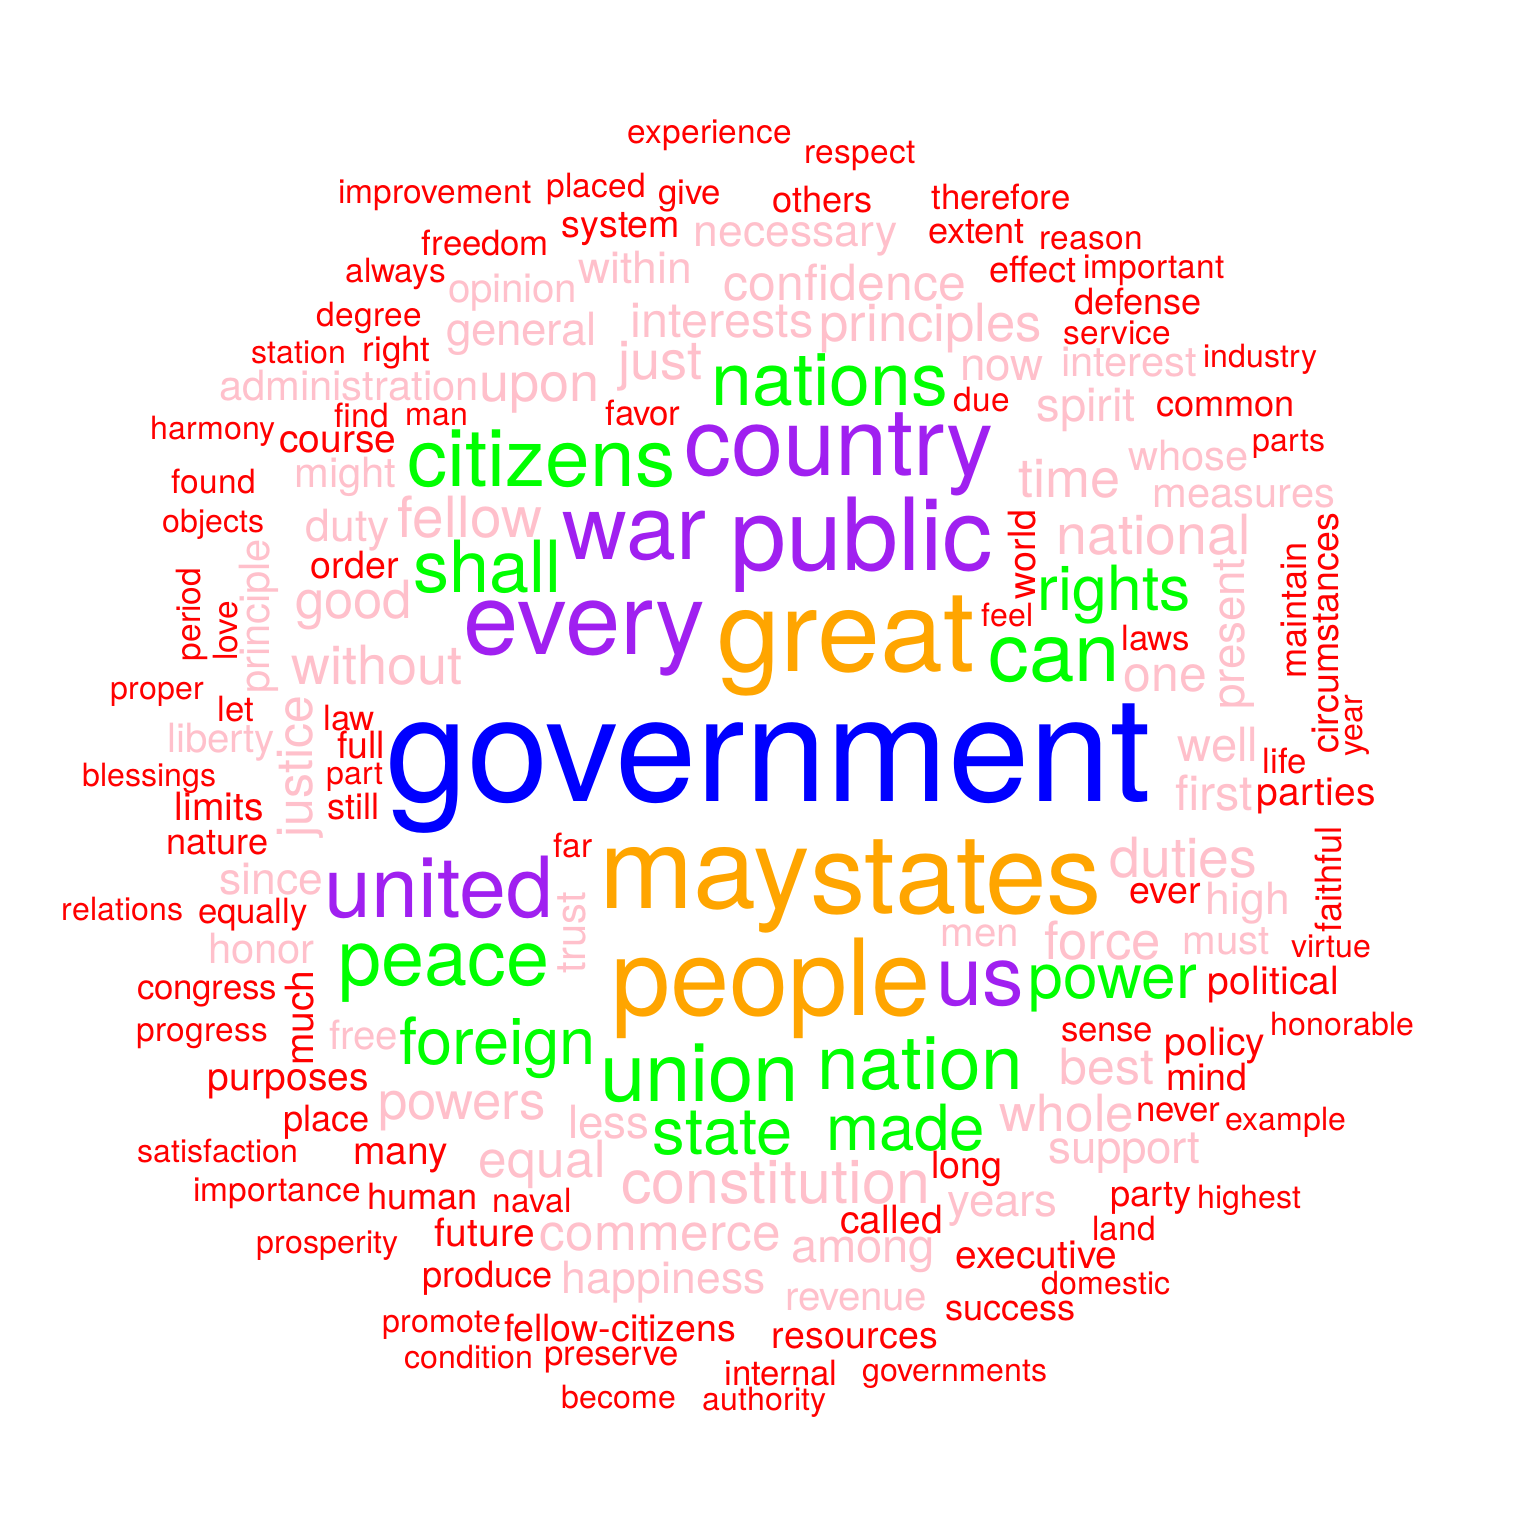 experience
respect
improvement placed give others therefore
freedom system necessary extent reason
always opinion within confidence effect important
degree general interests principles defense
station right just now service interest industry
administration upon nations due spirit common
harmony find man favor country parts
course citizens whose
found might time measures
objects duty fellow war public world national
order shall rights present maintain circumstances
period love principle good every great feel
proper without can laws one
let law government well year
liberty justice full life
blessings part first parties
limits still
nature far may states duties faithful
since united ever high
relations equally trust men force must virtue
honor peace people us power political
congress much
progress free foreign sense policy honorable
purposes union nation best mind
place powers less state made whole never example
satisfaction many equal constitution long support
importance human naval years party highest
prosperity future commerce called among land
executive
produce happiness revenue domestic
promote fellow-citizens resources success
condition preserve internal governments
become authority